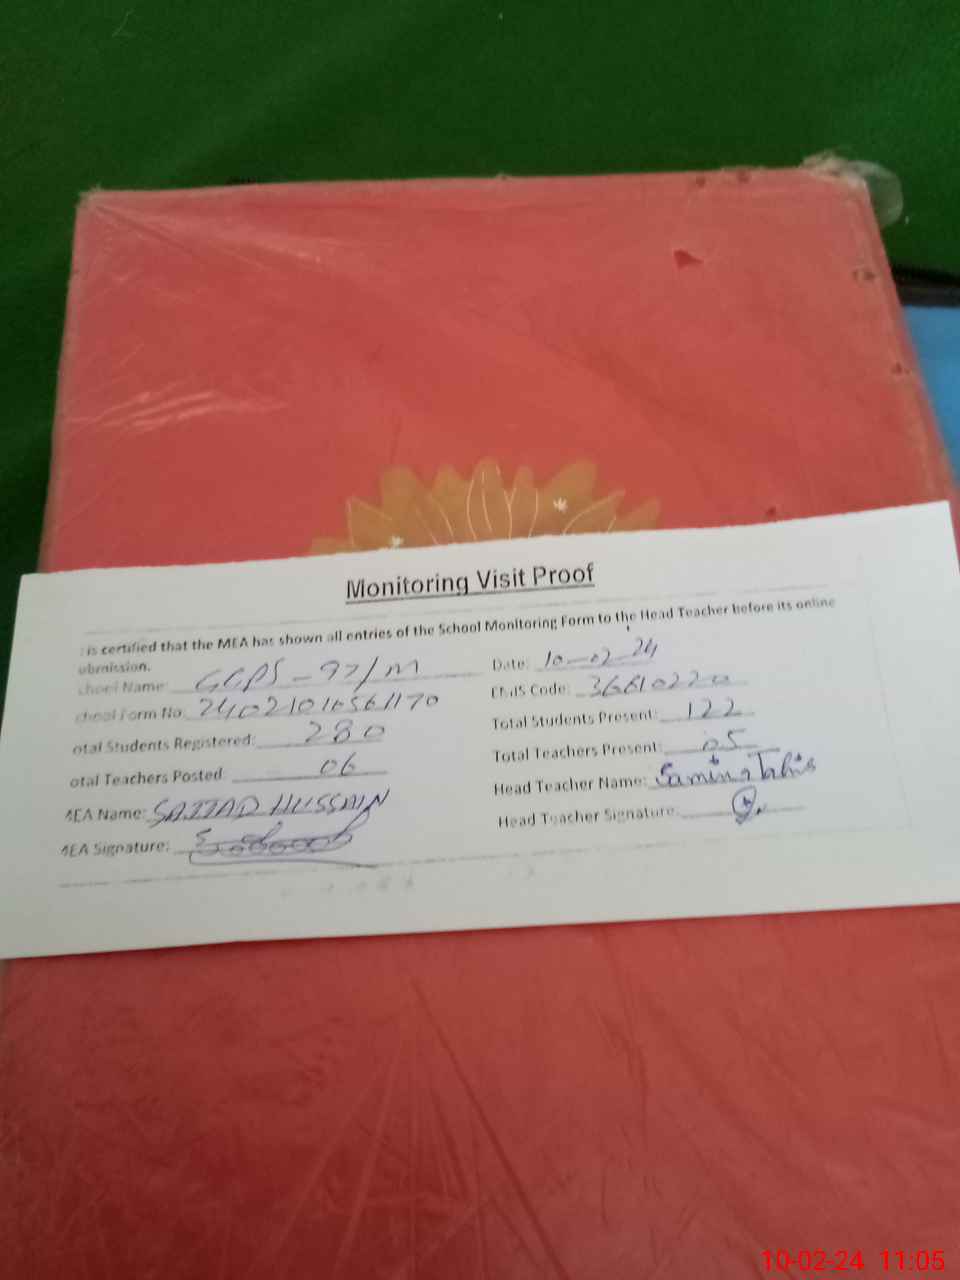 Monitoring Visit Proof
is certified that the MEA has shown all entries of the School Monitoring Form to the Head Teacher before its online
ubmission.
chool Name: GGPS - 97/M Date: 10-02-24
chool Form No. EMIS Code: 36610220
otal Students Registered: 280 Total Students Present: 122
otal Teachers Posted: 06 Total Teachers Present: 05
MEA Name: SAJJAD HUSSAIN Head Teacher Name: Samina Tahir
MEA Signature: Head Teacher Signature:
10-02-24 11:05